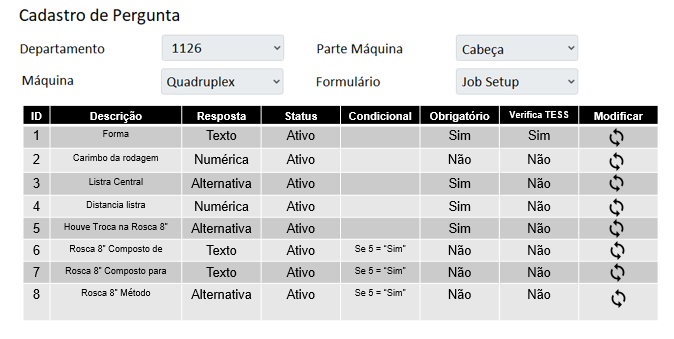 Cadastro de Pergunta
Departamento 1126 Parte Máquina Cabeça
Máquina Quadruplex Formulário Job Setup
ID Descrição Resposta Status Condicional Obrigatório Verifica TESS Modificar
1 Forma Texto Ativo Sim Sim
2 Carimbo da rodagem Numérica Ativo Não Não
3 Listra Central Alternativa Ativo Sim Não
4 Distancia listra Numérica Ativo Sim Não
5 Houve Troca na Rosca 8" Alternativa Ativo Sim Não
6 Rosca 8" Composto de Texto Ativo Se 5 = “Sim” Não Não
7 Rosca 8" Composto para Texto Ativo Se 5 = “Sim” Não Não
8 Rosca 8" Método Alternativa Ativo Se 5 = “Sim” Não Não